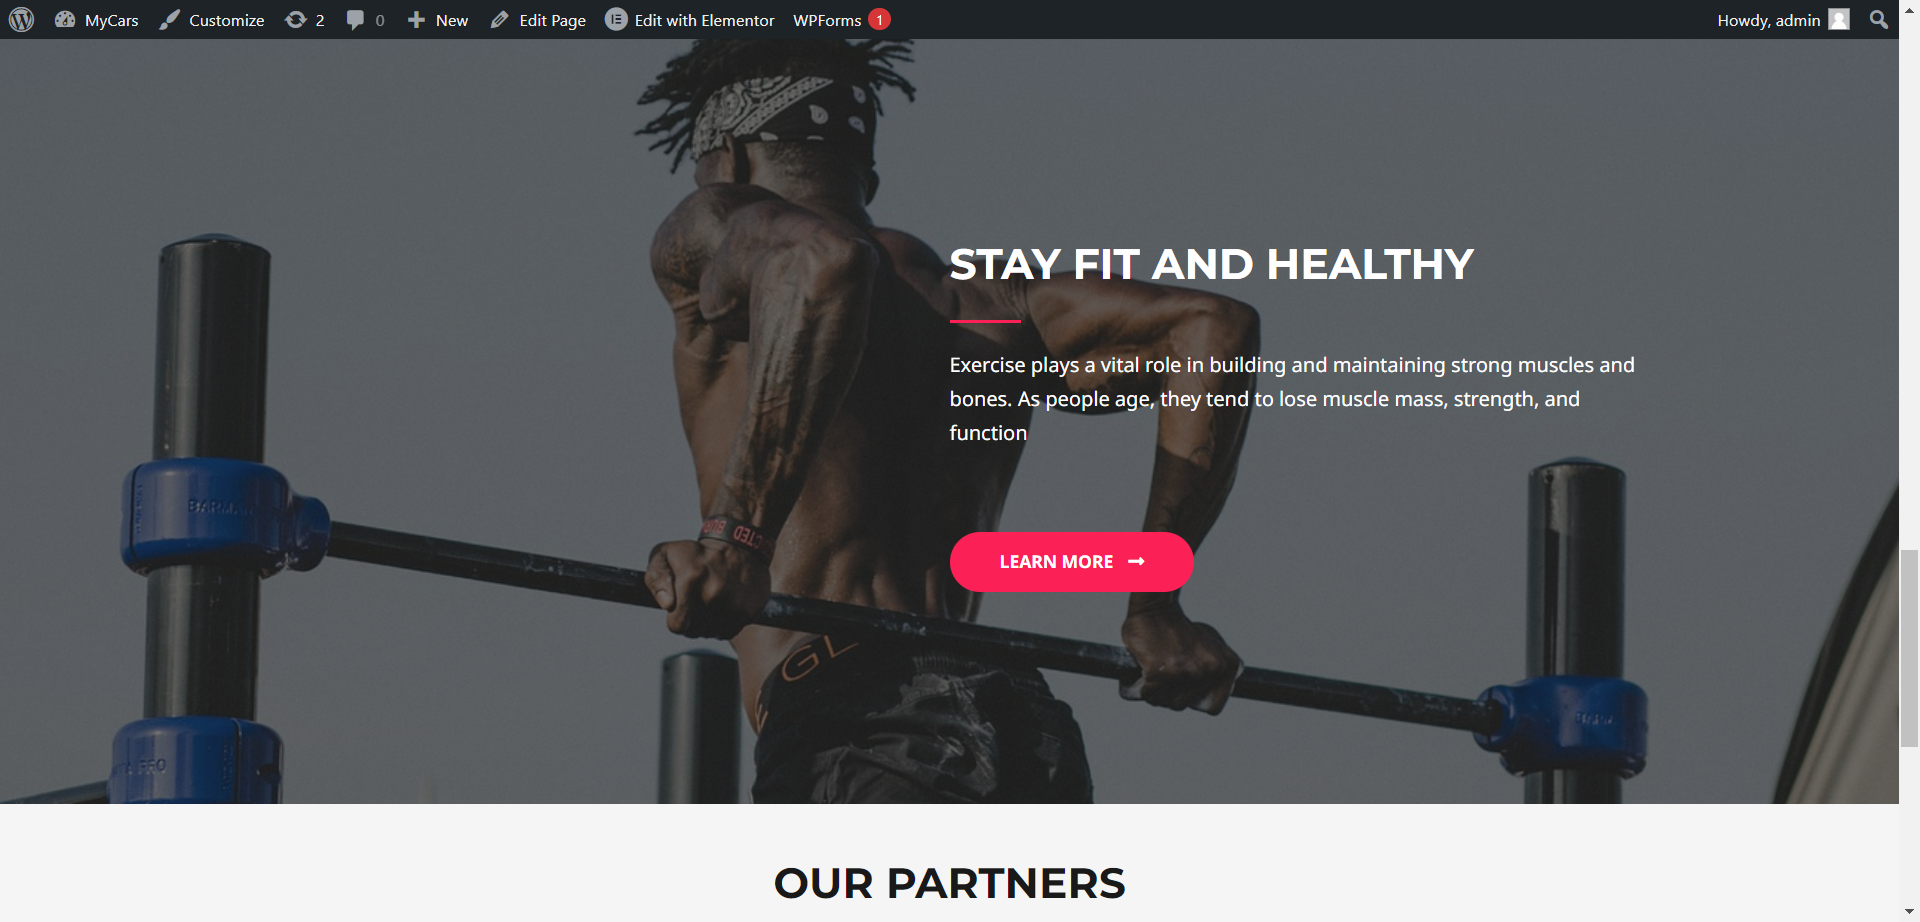 MyCars Customize 2 0 New Edit Page Edit with Elementor WPForms 1 Howdy, admin
STAY FIT AND HEALTHY
Exercise plays a vital role in building and maintaining strong muscles and
bones. As people age, they tend to lose muscle mass, strength, and
function
LEARN MORE
GL
OUR PARTNERS